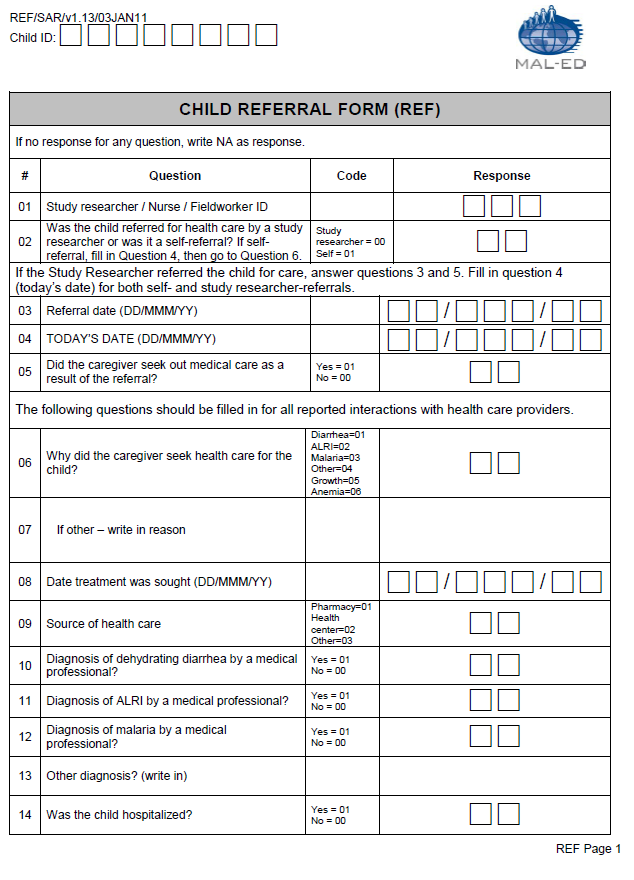 REF/SAR/v1.13/03JAN11
Child ID:
MAL-ED
CHILD REFERRAL FORM (REF)
If no response for any question, write NA as response.
# Question Code Response
01 Study researcher / Nurse / Fieldworker ID
02 Was the child referred for health care by a study
researcher or was it a self-referral? If self-
referral, fill in Question 4, then go to Question 6.
Study
researcher = 00
Self = 01
If the Study Researcher referred the child for care, answer questions 3 and 5. Fill in question 4
(today's date) for both self- and study researcher-referrals.
03 Referral date (DD/MMM/YY) / /
04 TODAY'S DATE (DD/MMM/YY) / /
05 Did the caregiver seek out medical care as a
result of the referral?
Yes = 01
No = 00
The following questions should be filled in for all reported interactions with health care providers.
06 Why did the caregiver seek health care for the
child?
Diarrhea=01
ALRI=02
Malaria=03
Other=04
Growth=05
Anemia=06
07 If other – write in reason
08 Date treatment was sought (DD/MMM/YY) / /
09 Source of health care
Pharmacy=01
Health
center=02
Other=03
10 Diagnosis of dehydrating diarrhea by a medical
professional?
Yes = 01
No = 00
11 Diagnosis of ALRI by a medical professional?
Yes = 01
No = 00
12 Diagnosis of malaria by a medical
professional?
Yes = 01
No = 00
13 Other diagnosis? (write in)
14 Was the child hospitalized?
Yes = 01
No = 00
REF Page 1